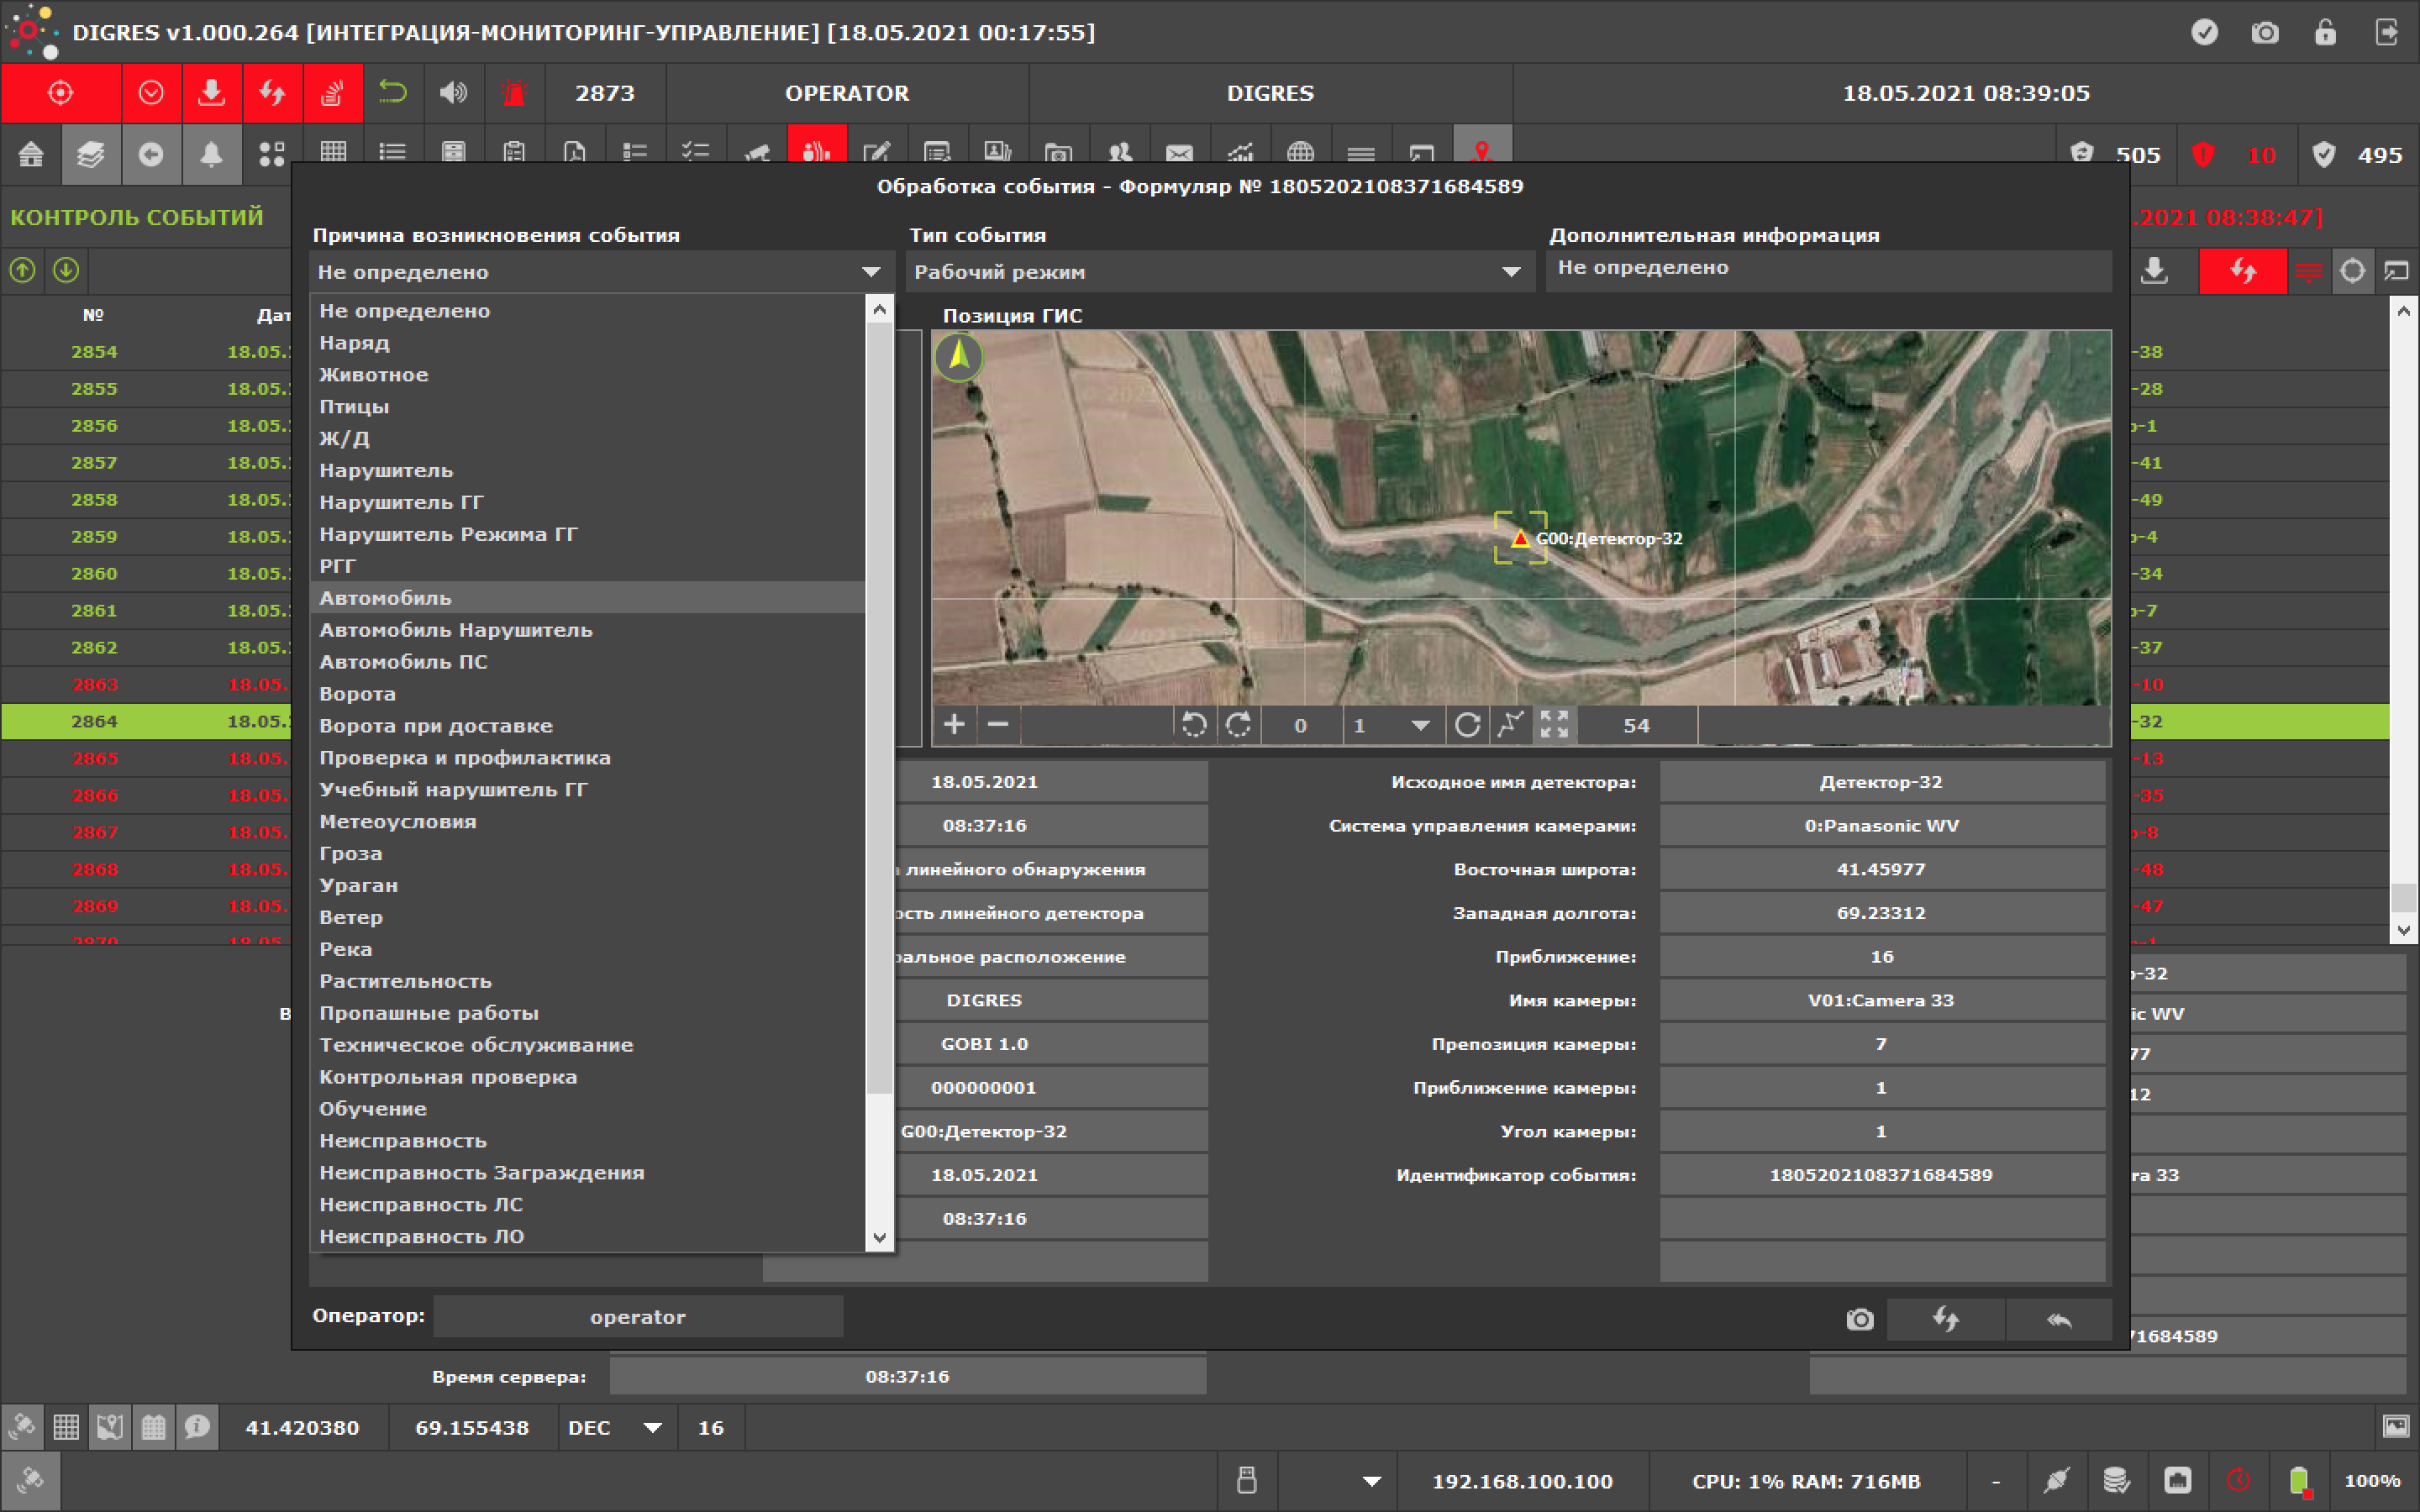 DIGRES v1.000.264 [ИНТЕГРАЦИЯ-МОНИТОРИНГ-УПРАВЛЕНИЕ] [18.05.2021 00:17:55]
2873 OPERATOR DIGRES 18.05.2021 08:39:05
505 10 495
Обработка события - Формуляр № 1805202108371684589
КОНТРОЛЬ СОБЫТИЙ
.2021 08:38:47]
Причина возникновения события Тип события Дополнительная информация
Не определено Рабочий режим Не определено
№ Дат
Позиция ГИС
2854 18.05. -38
2855 18.05. -28
2856 18.05. -1
2857 18.05. -41
2858 18.05. -49
2859 18.05. -4
2860 18.05. -34
2861 18.05. -7
2862 18.05. -37
2863 18.05. -10
2864 18.05. -32
2865 18.05. -13
2866 18.05. -35
2867 18.05. -8
2868 18.05. -48
2869 18.05. -47
2870 18.05 -1
Не определено
Наряд
Животное
Птицы
Ж/Д
Нарушитель
Нарушитель ГГ
Нарушитель Режима ГГ
РГГ
Автомобиль
Автомобиль Нарушитель
Автомобиль ПС
Ворота
Ворота при доставке
Проверка и профилактика
Учебный нарушитель ГГ
Метеоусловия
Гроза
Ураган
Ветер
Река
Растительность
Пропашные работы
Техническое обслуживание
Контрольная проверка
Обучение
Неисправность
Неисправность Заграждения
Неисправность ЛС
Неисправность ЛО
G00:Детектор-32
0 1 54
18.05.2021 Исходное имя детектора: Детектор-32
08:37:16 Система управления камерами: 0:Panasonic WV
линейного обнаружения Восточная широта: 41.45977
ость линейного детектора Западная долгота: 69.23312
ральное расположение Приближение: 16
DIGRES Имя камеры: V01:Camera 33
GOBI 1.0 Препозиция камеры: 7
000000001 Приближение камеры: 1
G00:Детектор-32 Угол камеры: 1
18.05.2021 Идентификатор события: 1805202108371684589
08:37:16
В
-32
ic WV
77
12
ra 33
71684589
Оператор: operator
Время сервера: 08:37:16
41.420380 69.155438 DEC 16
192.168.100.100 CPU: 1% RAM: 716MB - 100%